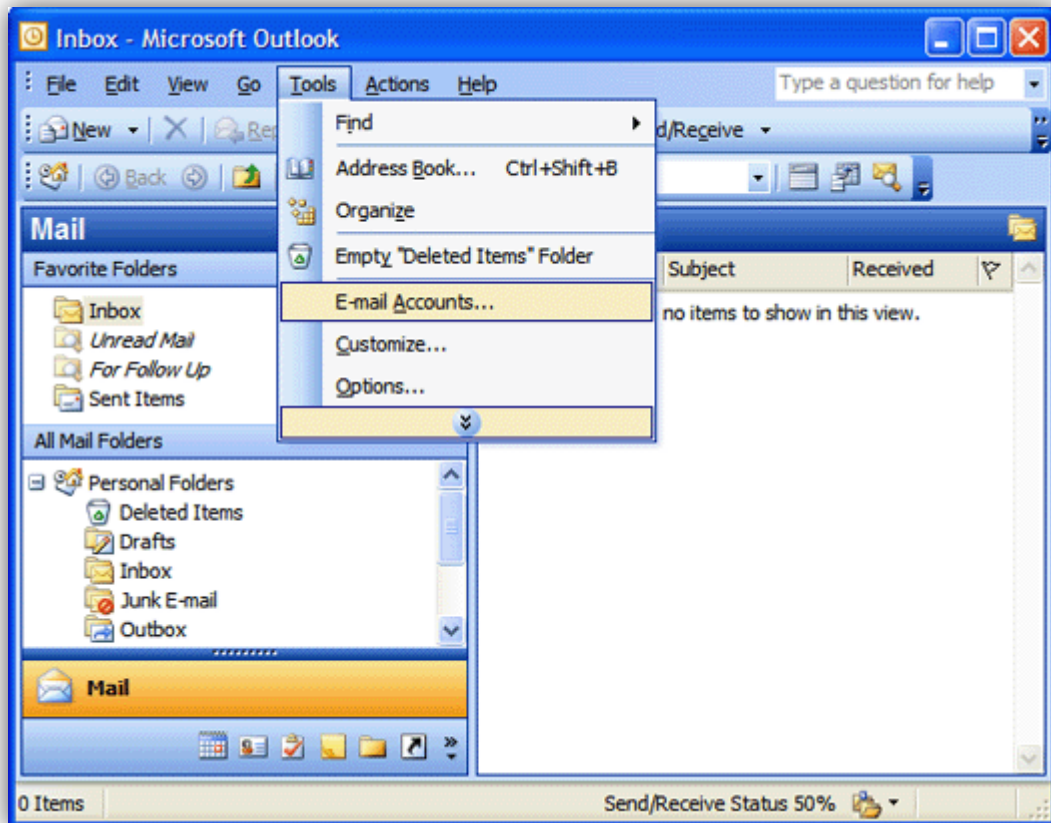 Inbox - Microsoft Outlook
File Edit View Go Tools Actions Help Type a question for help
New
d/Receive
Back
Find
Address Book... Ctrl+Shift+B
Organize
Empty "Deleted Items" Folder
E-mail Accounts...
Customize...
Options...
Mail
Favorite Folders
Inbox
Unread Mail
For Follow Up
Sent Items
All Mail Folders
Personal Folders
Deleted Items
Drafts
Inbox
Junk E-mail
Outbox
Mail
Subject Received
no items to show in this view.
0 Items Send/Receive Status 50%